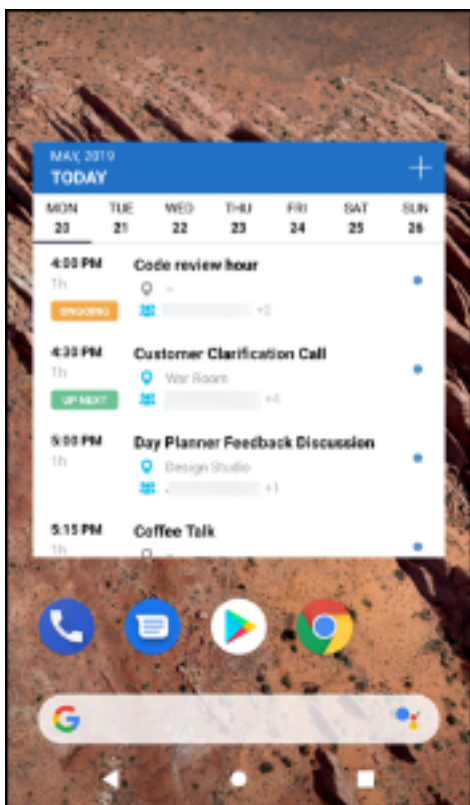 MAY, 2019
TODAY
+
MON TUE WED THU FRI SAT SUN
20 21 22 23 24 25 26
4:00 PM Code review hour
1h –
ONGOING +2
4:30 PM Customer Clarification Call
1h War Room
UP NEXT +4
5:00 PM Day Planner Feedback Discussion
1h Design Studio
+1
5:15 PM Coffee Talk
1h –
G